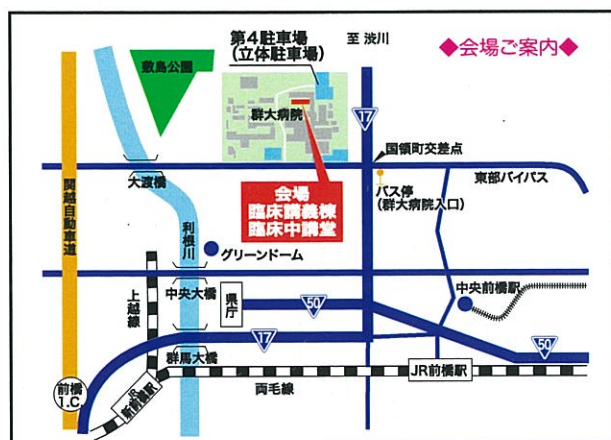 ◆会場ご案内◆
第4駐車場
(立体駐車場)
至 渋川
敷島公園
群大病院
17
国領町交差点
東部バイパス
バス停
(群大病院入口)
大渡橋
会場
臨床講義棟
臨床中講堂
関越自動車道
利根川
グリーンドーム
上越線
中央大橋
県庁
50
中央前橋駅
17
群馬大橋
50
前橋
I.C.
JR
新前橋駅
両毛線
JR前橋駅